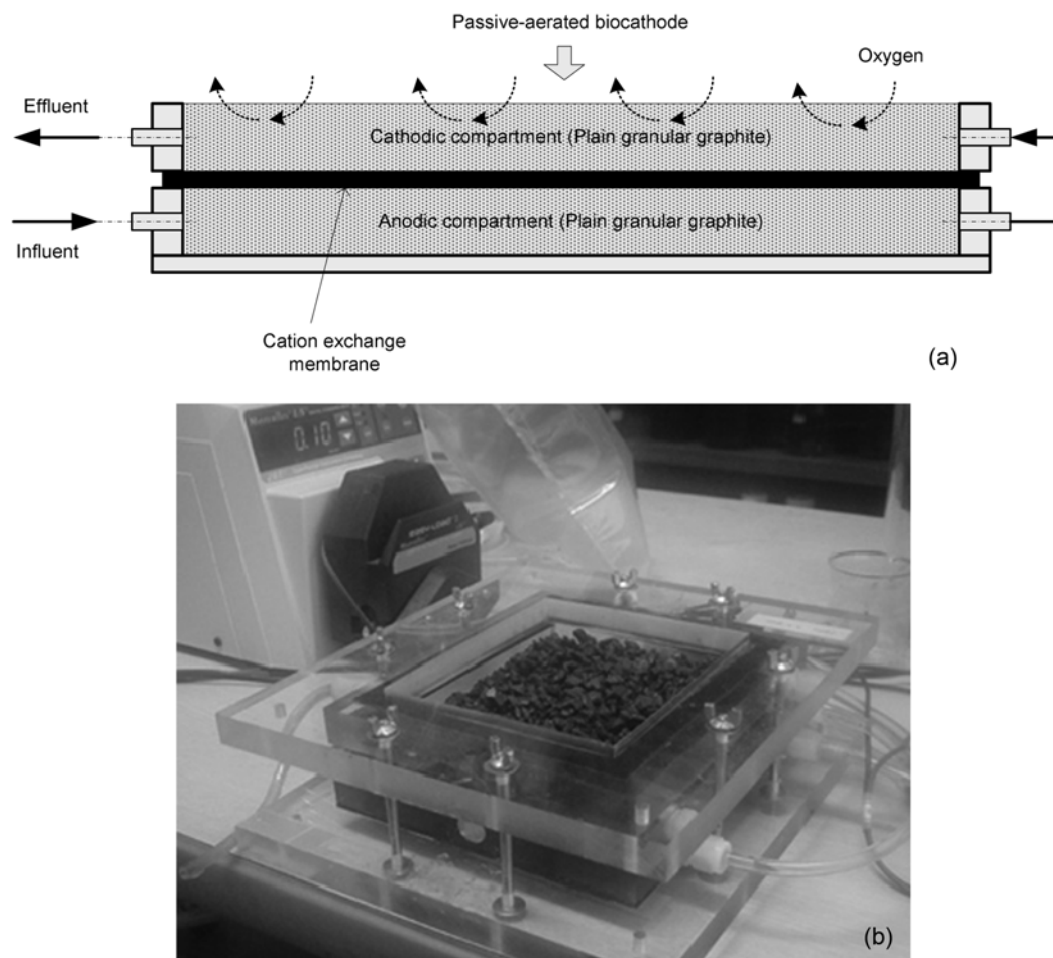 Passive-aerated biocathode
Oxygen
Effluent
Cathodic compartment (Plain granular graphite)
Anodic compartment (Plain granular graphite)
Influent
Cation exchange
membrane
(a)
0.10
(b)